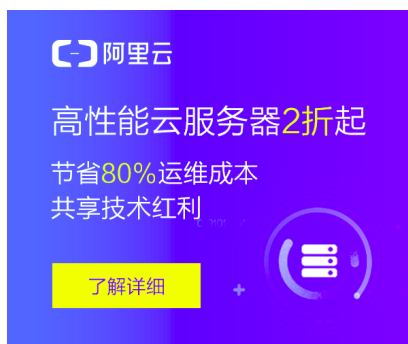 阿里云
高性能云服务器2折起
节省80%运维成本
共享技术红利
了解详细